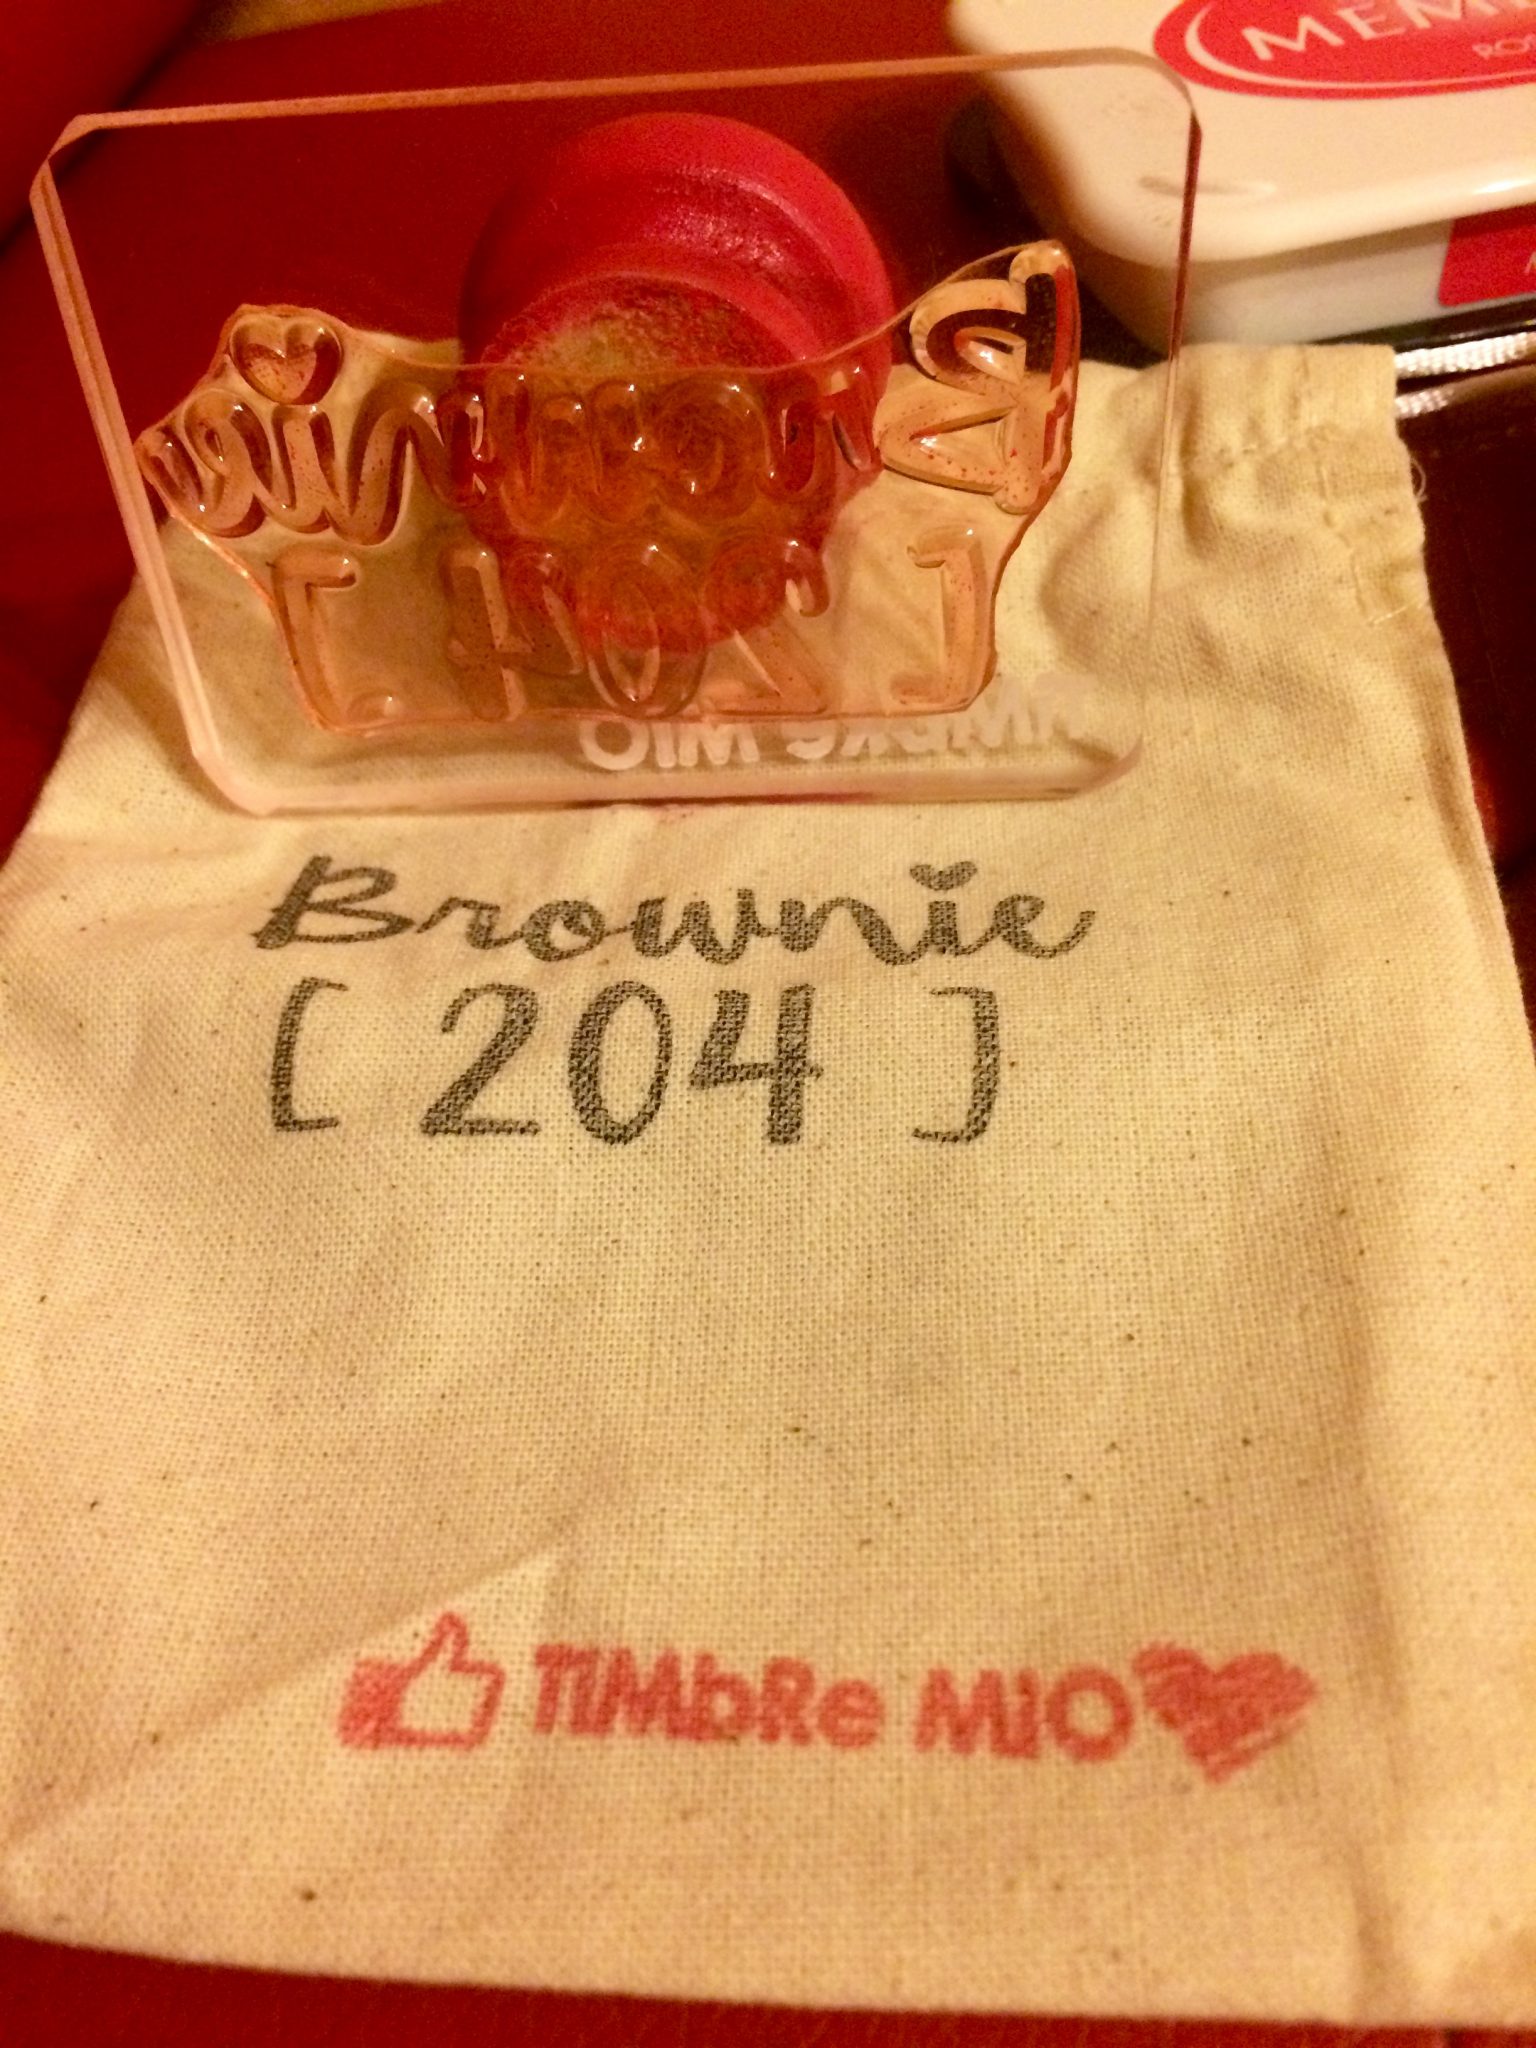 Brownie
[ 204 ]
TIMbRe MIO